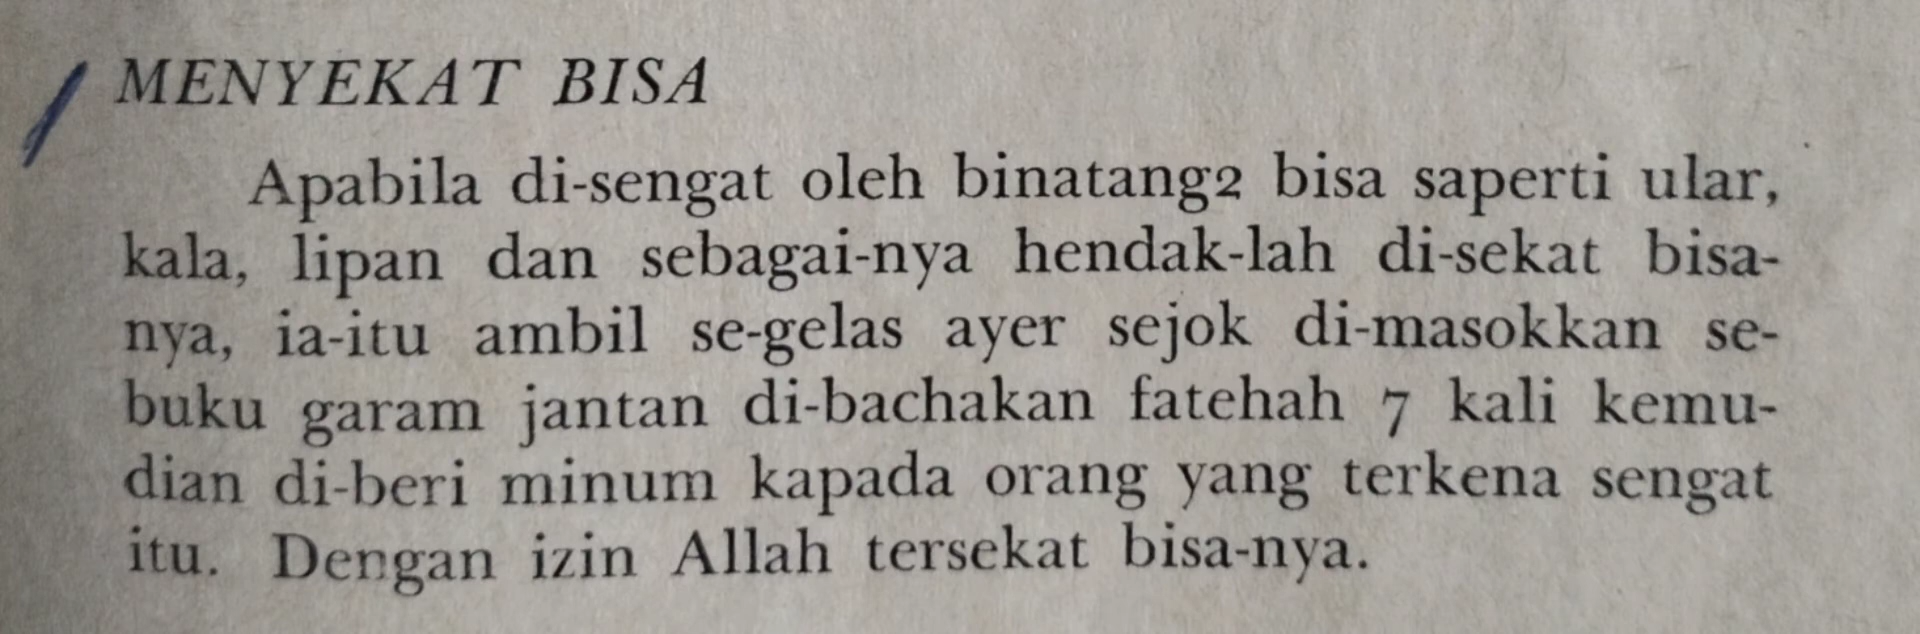 MENYEKAT BISA
Apabila di-sengat oleh binatang2 bisa saperti ular,
kala, lipan dan sebagai-nya hendak-lah di-sekat bisa-
nya, ia-itu ambil se-gelas ayer sejok di-masokkan se-
buku garam jantan di-bachakan fatehah 7 kali kemu-
dian di-beri minum kapada orang yang terkena sengat
itu. Dengan izin Allah tersekat bisa-nya.